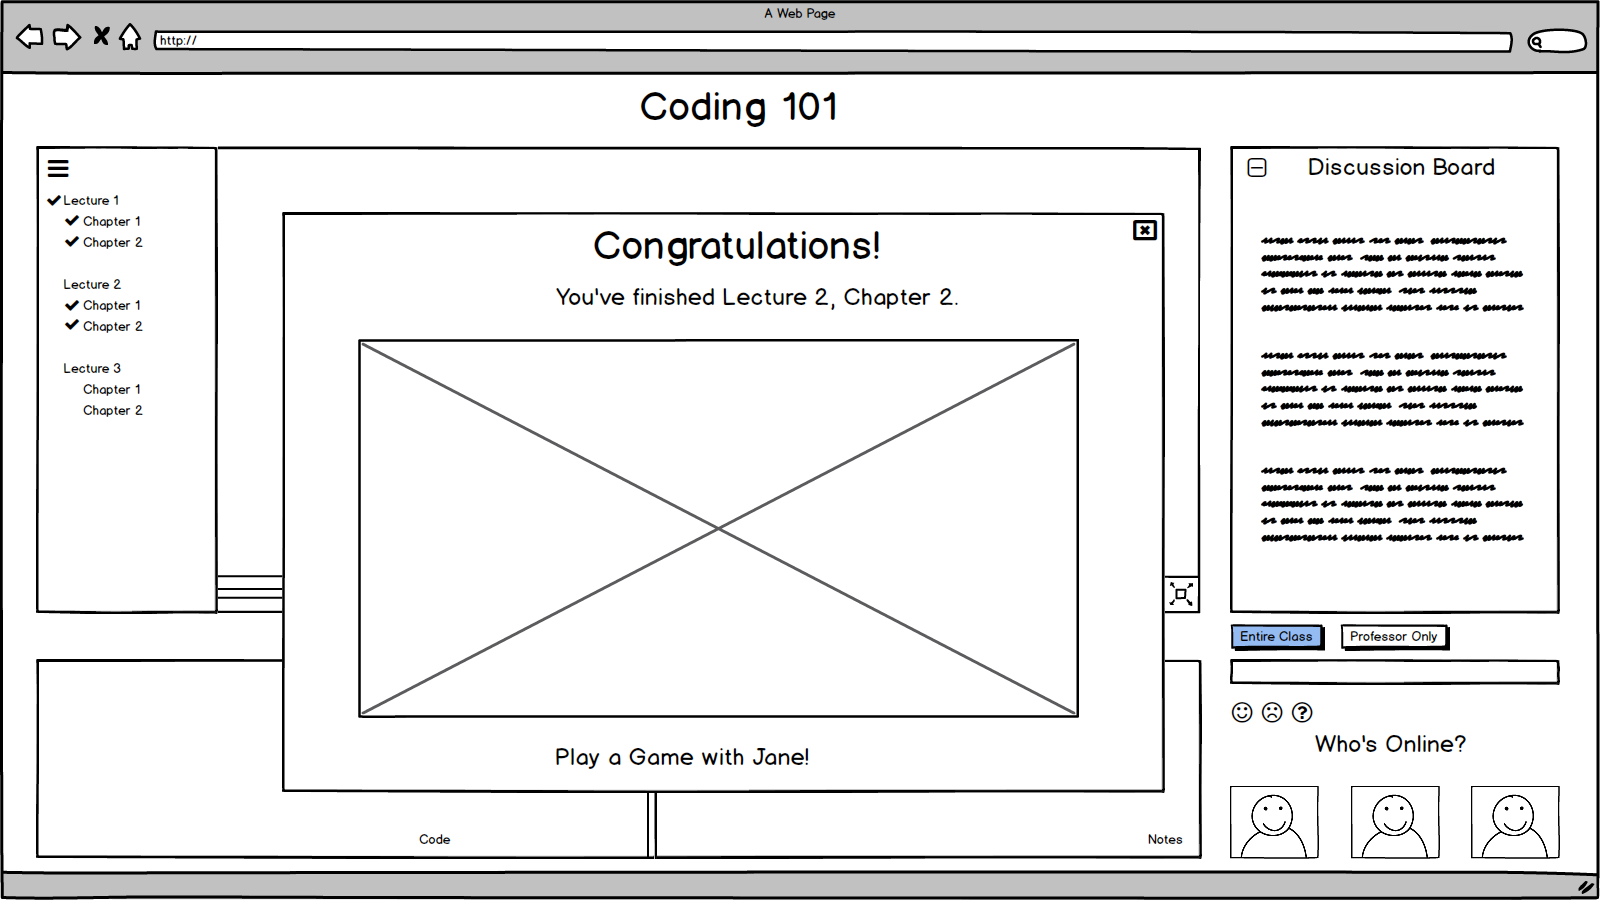 A Web Page
http://
Coding 101
Lecture 1
Chapter 1
Chapter 2
Lecture 2
Chapter 1
Chapter 2
Lecture 3
Chapter 1
Chapter 2
Congratulations!
You've finished Lecture 2, Chapter 2.
Play a Game with Jane!
Code
Notes
Discussion Board
Entire Class
Professor Only
Who's Online?